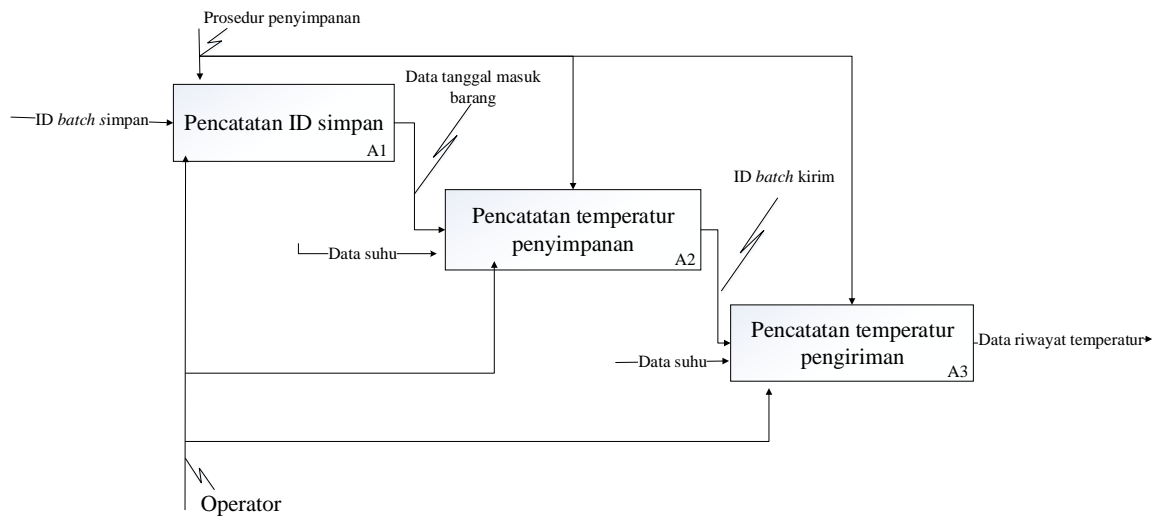 Prosedur penyimpanan
Data tanggal masuk
barang
ID batch simpan
Pencatatan ID simpan
A1
ID batch kirim
Pencatatan temperatur
penyimpanan
A2
Data suhu
Pencatatan temperatur
pengiriman
A3
Data riwayat temperatur
Data suhu
Operator